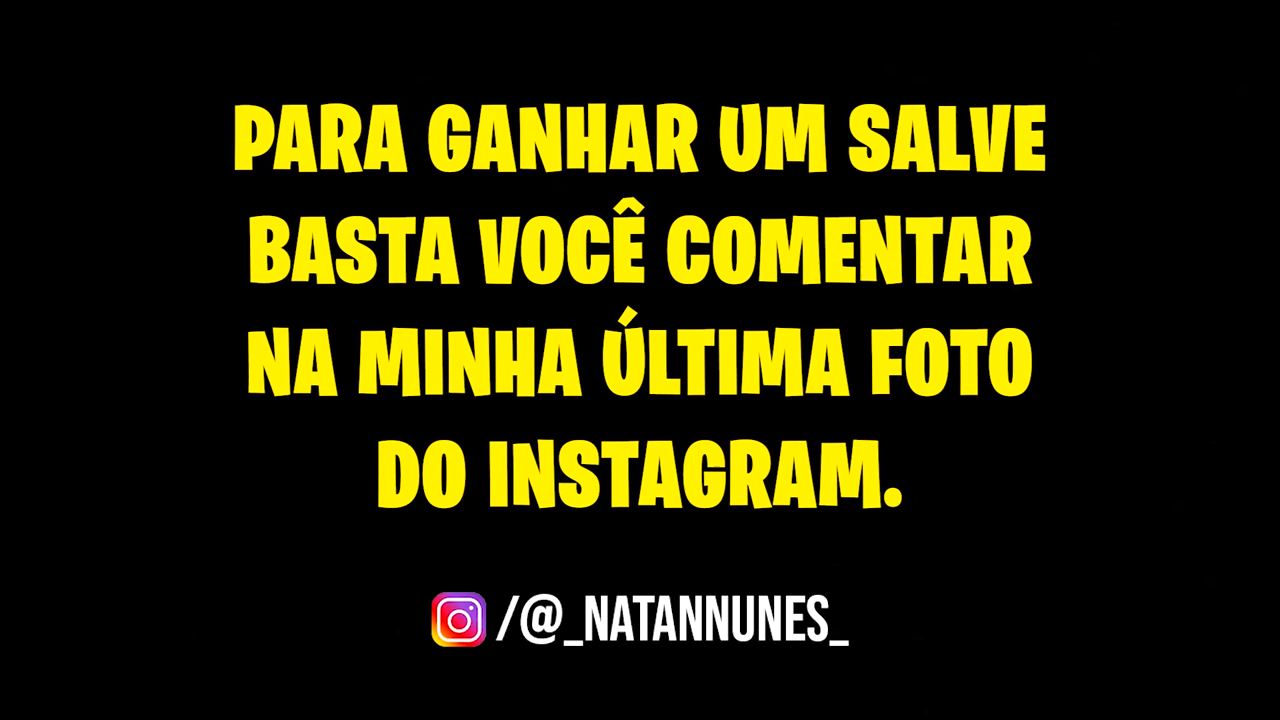 PARA GANHAR UM SALVE
BASTA VOCÊ COMENTAR
NA MINHA ÚLTIMA FOTO
DO INSTAGRAM.
/@_NATANNUNES_